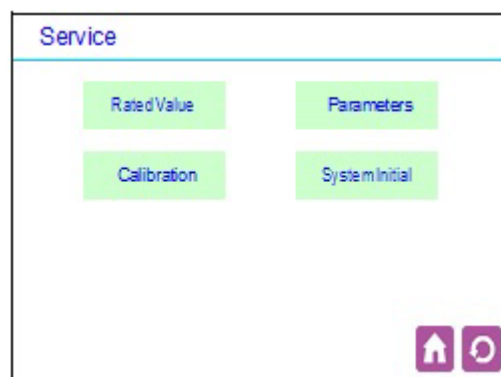 Service
Rated Value Parameters
Calibration System Initial